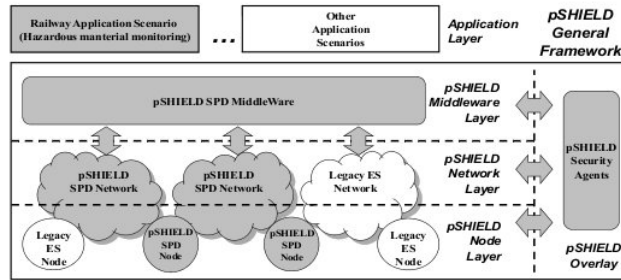 Railway Application Scenario
(Hazardous manterial monitoring)
...
Other
Application
Scenarios
Application
Layer
pSHIELD
General
Framework
pSHIELD SPD MiddleWare
pSHIELD
Middleware
Layer
pSHIELD
SPD Network
pSHIELD
SPD Network
Legacy ES
Network
pSHIELD
Network
Layer
pSHIELD
Security
Agents
Legacy
ES
Node
pSHIELD
SPD
Node
pSHIELD
SPD
Node
Legacy
ES
Node
pSHIELD
Node
Layer
pSHIELD
Overlay